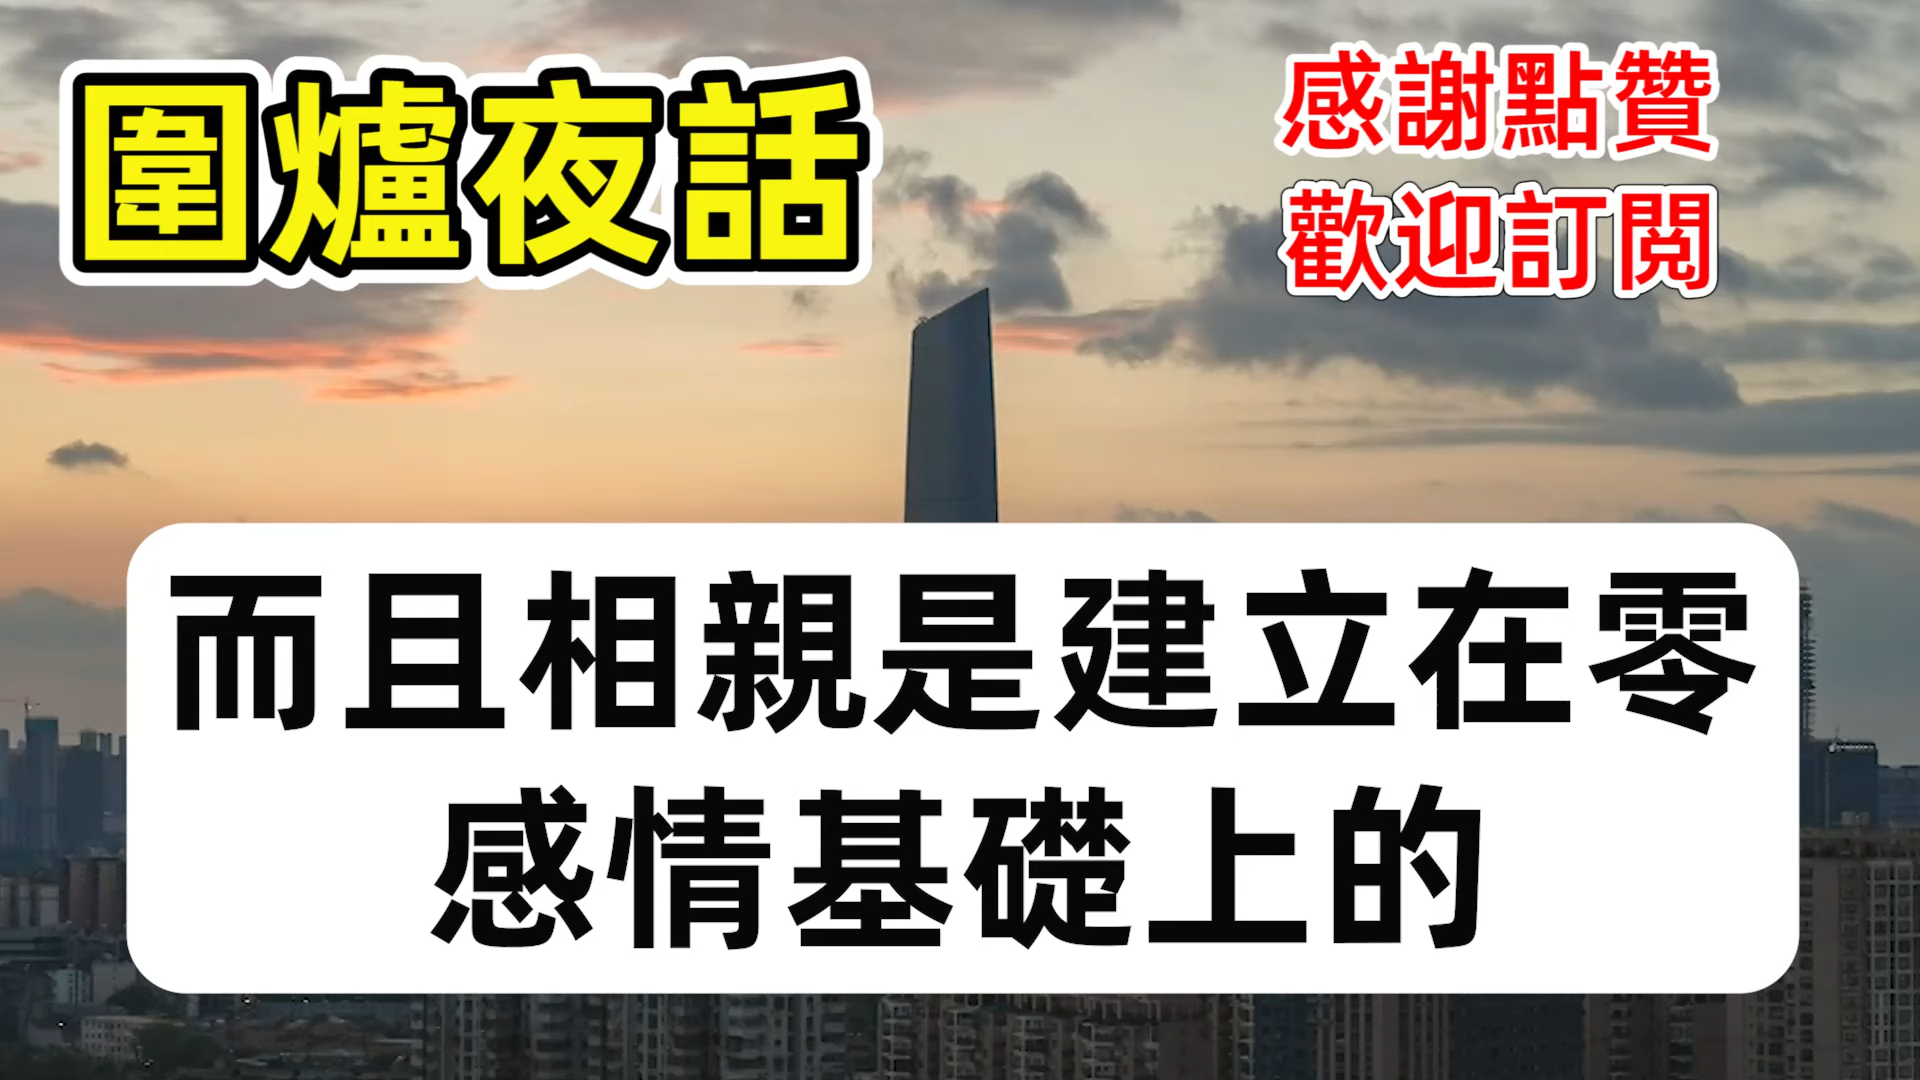 圍爐夜話
感謝點贊
歡迎訂閱
而且相親是建立在零
感情基礎上的